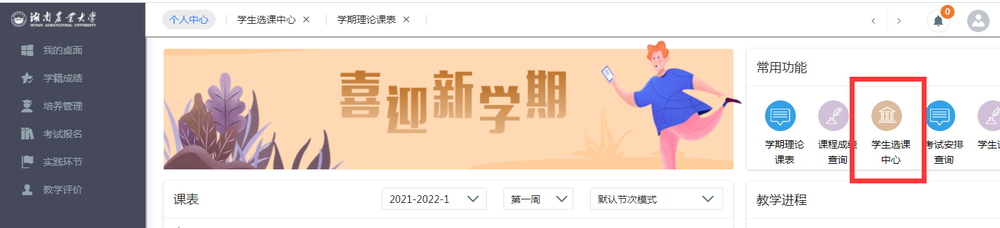 湖南农业大学
HUNAN AGRICULTURAL UNIVERSITY
我的桌面
学籍成绩
培养管理
考试报名
实践环节
教学评价
个人中心
学生选课中心
学期理论课表
0
喜迎新学期
常用功能
学期理论
课表
课程成绩
查询
学生选课
中心
考试安排
查询
学生
课表
2021-2022-1
第一周
默认节次模式
教学进程